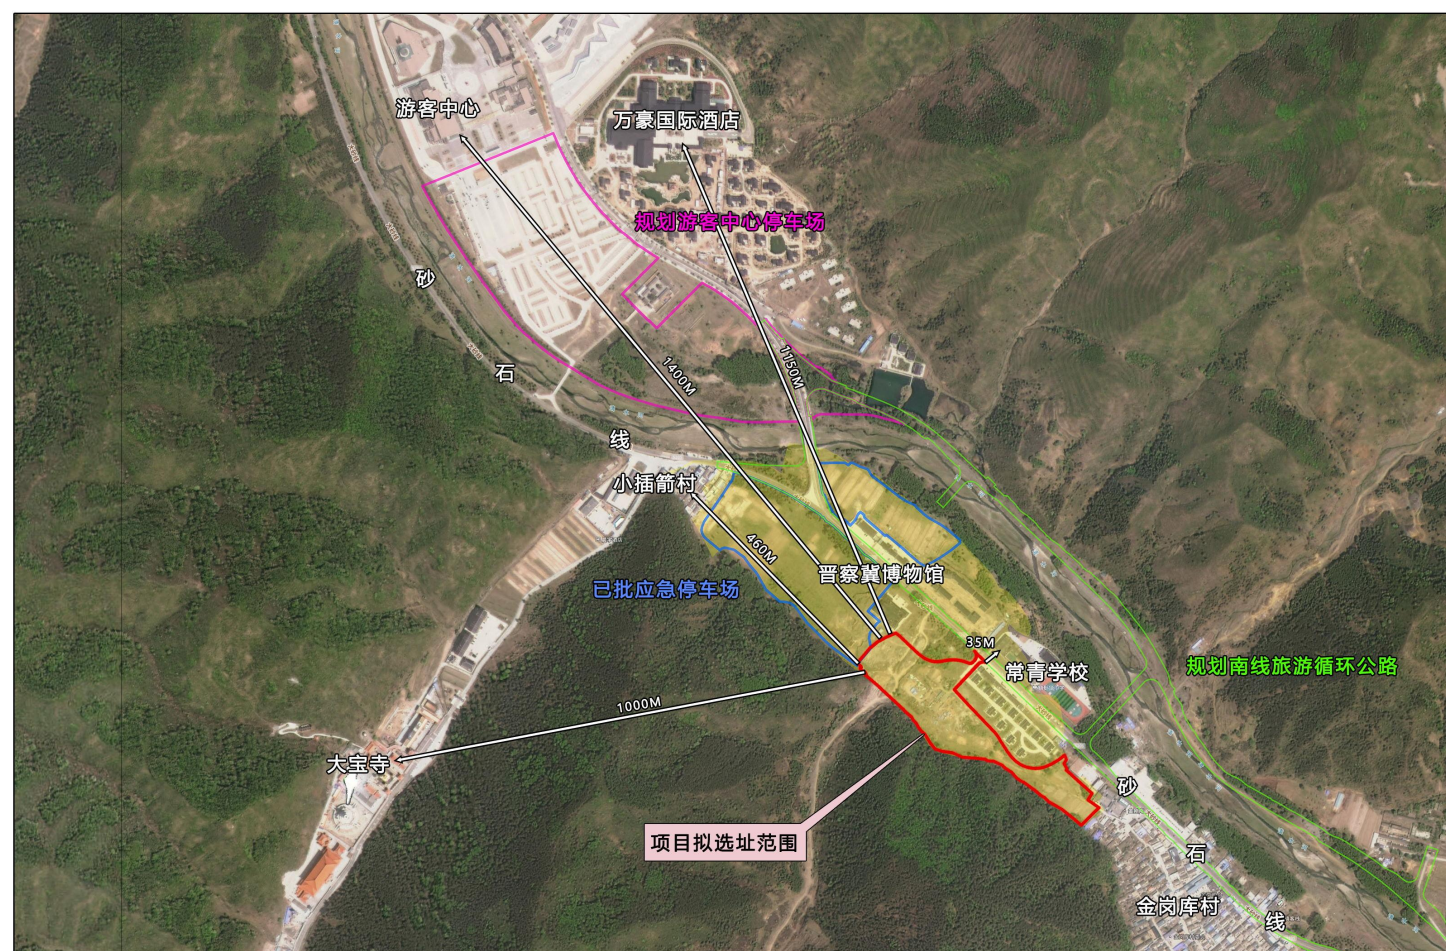 游客中心
万豪国际酒店
规划游客中心停车场
砂
石
线
1400M
1150M
小插箭村
460M
晋察冀博物馆
已批应急停车场
35M
常青学校
规划南线旅游循环公路
1000M
大宝寺
项目拟选址范围
砂
石
线
金岗库村